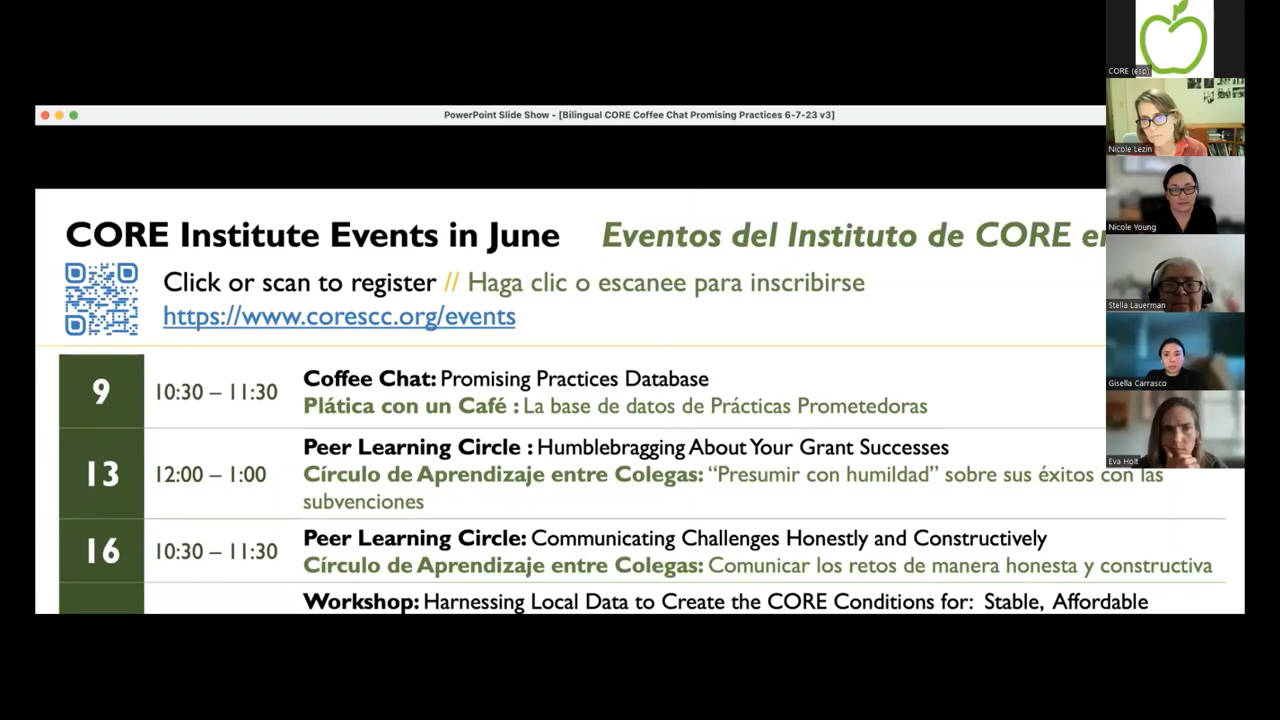 CORE (esp)
PowerPoint Slide Show - [Bilingual CORE Coffee Chat Promising Practices 6-7-23 v3]
Nicole Lezin
Nicole Young
Stella Lauerman
Gisella Carrasco
Eva Holt
CORE Institute Events in June Eventos del Instituto de CORE en
Click or scan to register // Haga clic o escanee para inscribirse
https://www.corescc.org/events
9 10:30 – 11:30 Coffee Chat: Promising Practices Database
Plática con un Café : La base de datos de Prácticas Prometedoras
13 12:00 – 1:00 Peer Learning Circle : Humblebragging About Your Grant Successes
Círculo de Aprendizaje entre Colegas: “Presumir con humildad” sobre sus éxitos con las
subvenciones
16 10:30 – 11:30 Peer Learning Circle: Communicating Challenges Honestly and Constructively
Círculo de Aprendizaje entre Colegas: Comunicar los retos de manera honesta y constructiva
Workshop: Harnessing Local Data to Create the CORE Conditions for: Stable, Affordable